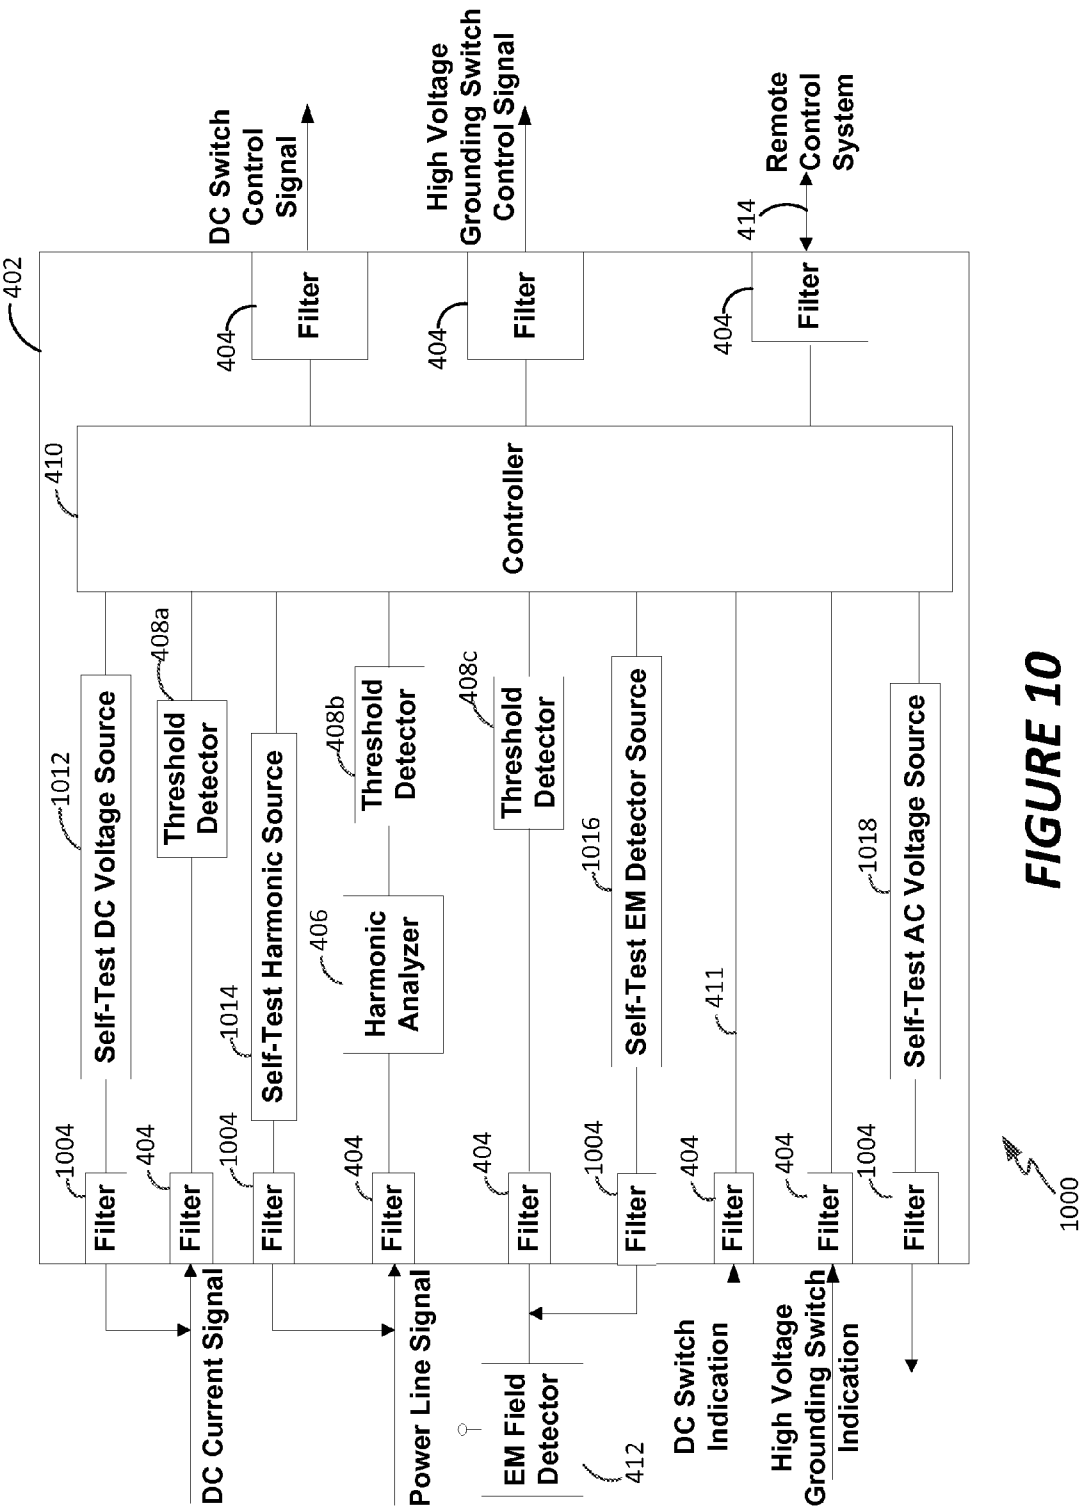 402
410
1012
Self-Test DC Voltage Source
1004
Filter
408a
Threshold
Detector
404
Filter
DC Current Signal
1014
Self-Test Harmonic Source
1004
Filter
408b
Threshold
Detector
406
Harmonic
Analyzer
404
Filter
Power Line Signal
408c
Threshold
Detector
404
Filter
EM Field
Detector
412
1016
Self-Test EM Detector Source
1004
Filter
411
404
Filter
DC Switch
Indication
404
Filter
High Voltage
Grounding Switch
Indication
1018
Self-Test AC Voltage Source
1004
Filter
Controller
404
Filter
DC Switch
Control
Signal
404
Filter
High Voltage
Grounding Switch
Control Signal
404
Filter
414
Remote
Control
System
1000
FIGURE 10